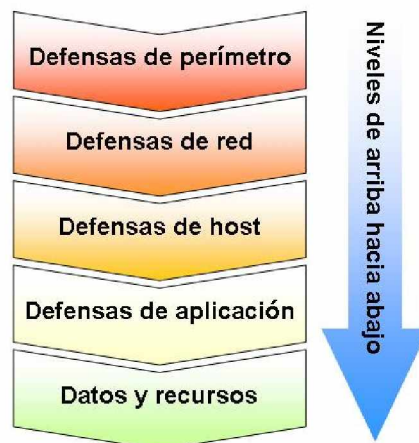 Defensas de perímetro
Defensas de red
Defensas de host
Defensas de aplicación
Datos y recursos
Niveles de arriba hacia abajo